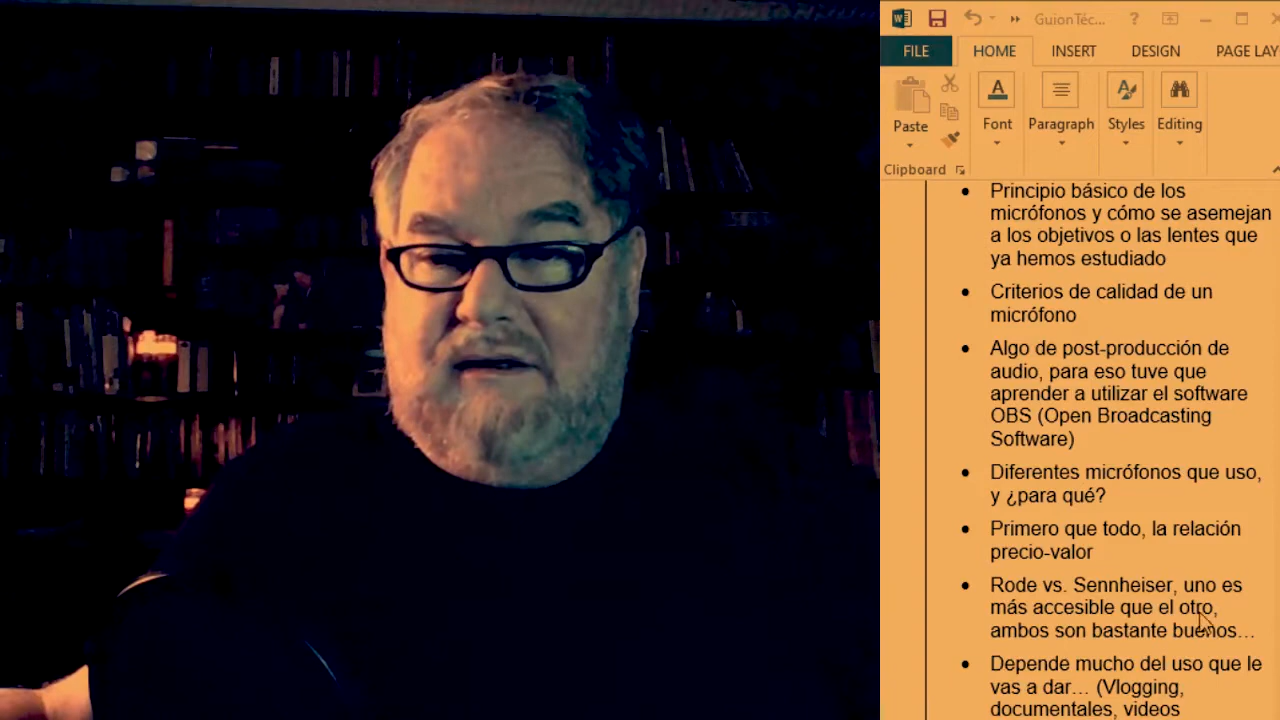 GuionTéc...
?
FILE
HOME
INSERT
DESIGN
PAGE LAY
Paste
Font
Paragraph
Styles
Editing
Clipboard
• Principio básico de los
micrófonos y cómo se asemejan
a los objetivos o las lentes que
ya hemos estudiado
• Criterios de calidad de un
micrófono
• Algo de post-producción de
audio, para eso tuve que
aprender a utilizar el software
OBS (Open Broadcasting
Software)
• Diferentes micrófonos que uso,
y ¿para qué?
• Primero que todo, la relación
precio-valor
• Rode vs. Sennheiser, uno es
más accesible que el otro,
ambos son bastante buenos…
• Depende mucho del uso que le
vas a dar… (Vlogging,
documentales, videos